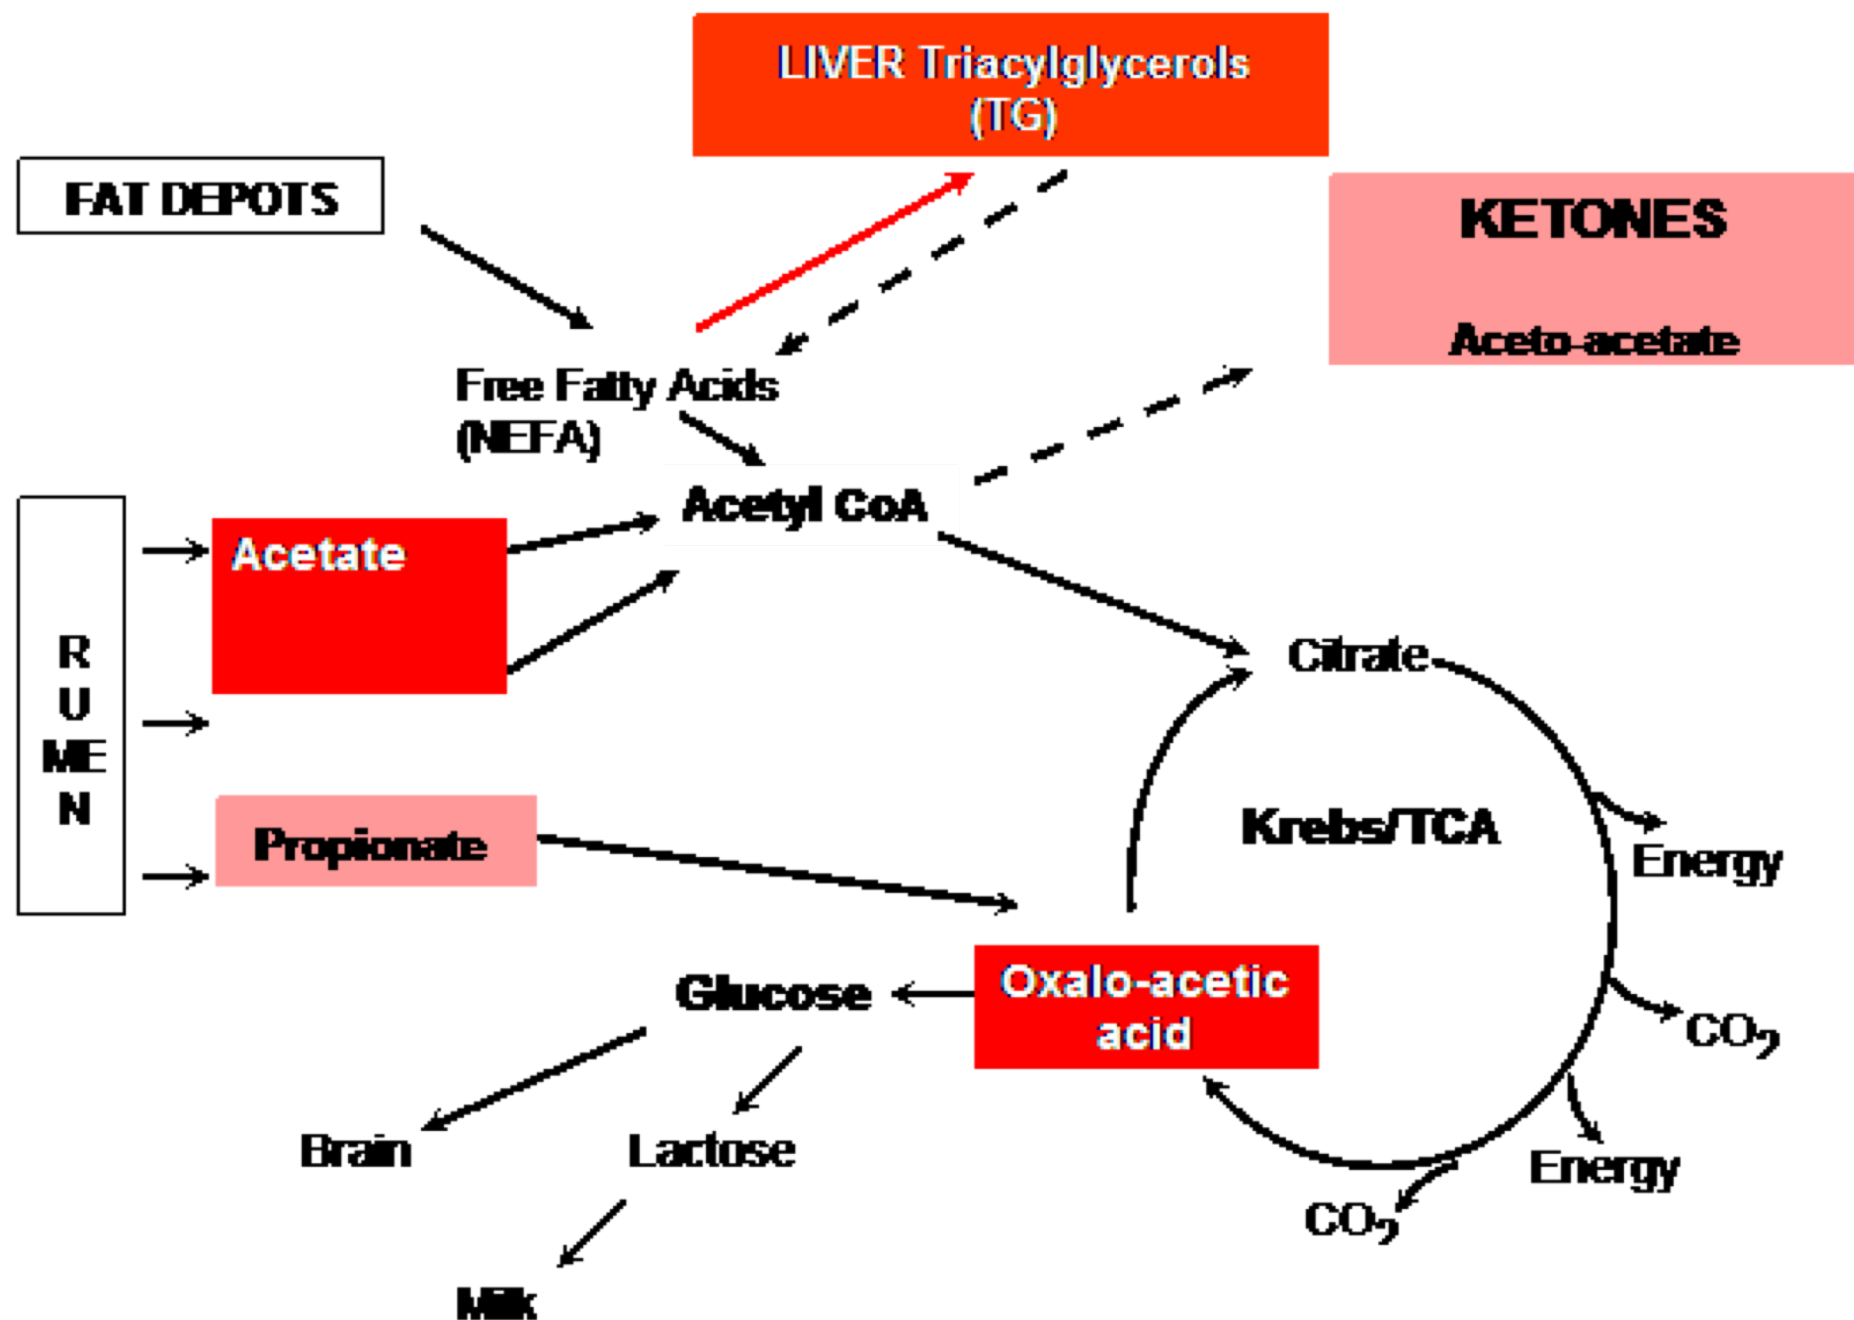 LIVER Triacylglycerols
(TG)
FAT DEPOTS
KETONES
Aceto-acetate
Free Fatty Acids
(NEFA)
Acetyl CoA
Acetate
R
U
ME
N
Citrate
Propionate
Krebs/TCA
Energy
Glucose
Oxalo-acetic
acid
CO₂
Brain
Lactose
Energy
CO₂
Milk